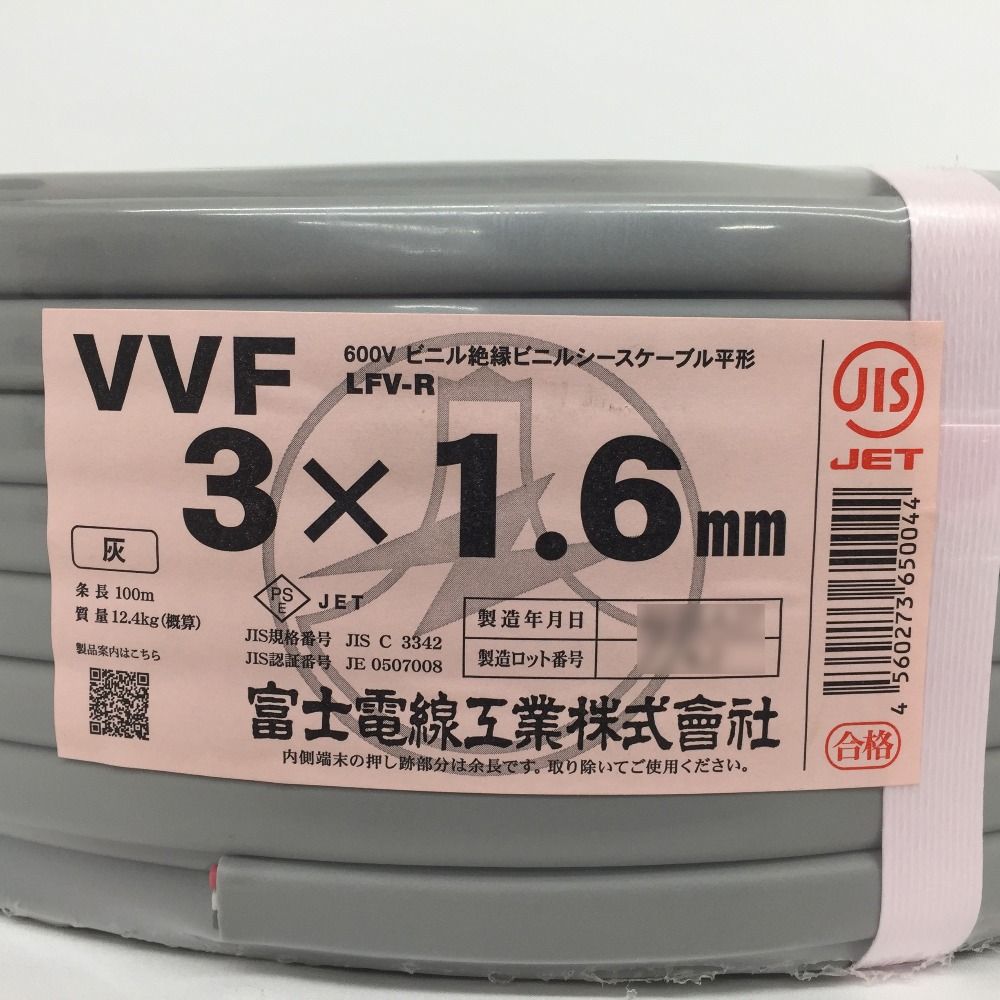 VVF
600V ビニル絶縁ビニルシースケーブル平形
LFV-R
3×1.6mm
灰
条長 100m
質量 12.4kg(概算)
製品案内はこちら
PS
E
JET
JIS規格番号 JIS C 3342
JIS認証番号 JE 0507008
製造年月日
製造ロット番号
富士電線工業株式會社
内側端末の押し跡部分は余長です。取り除いてご使用ください。
JIS
JET
4 560273 650044
合格